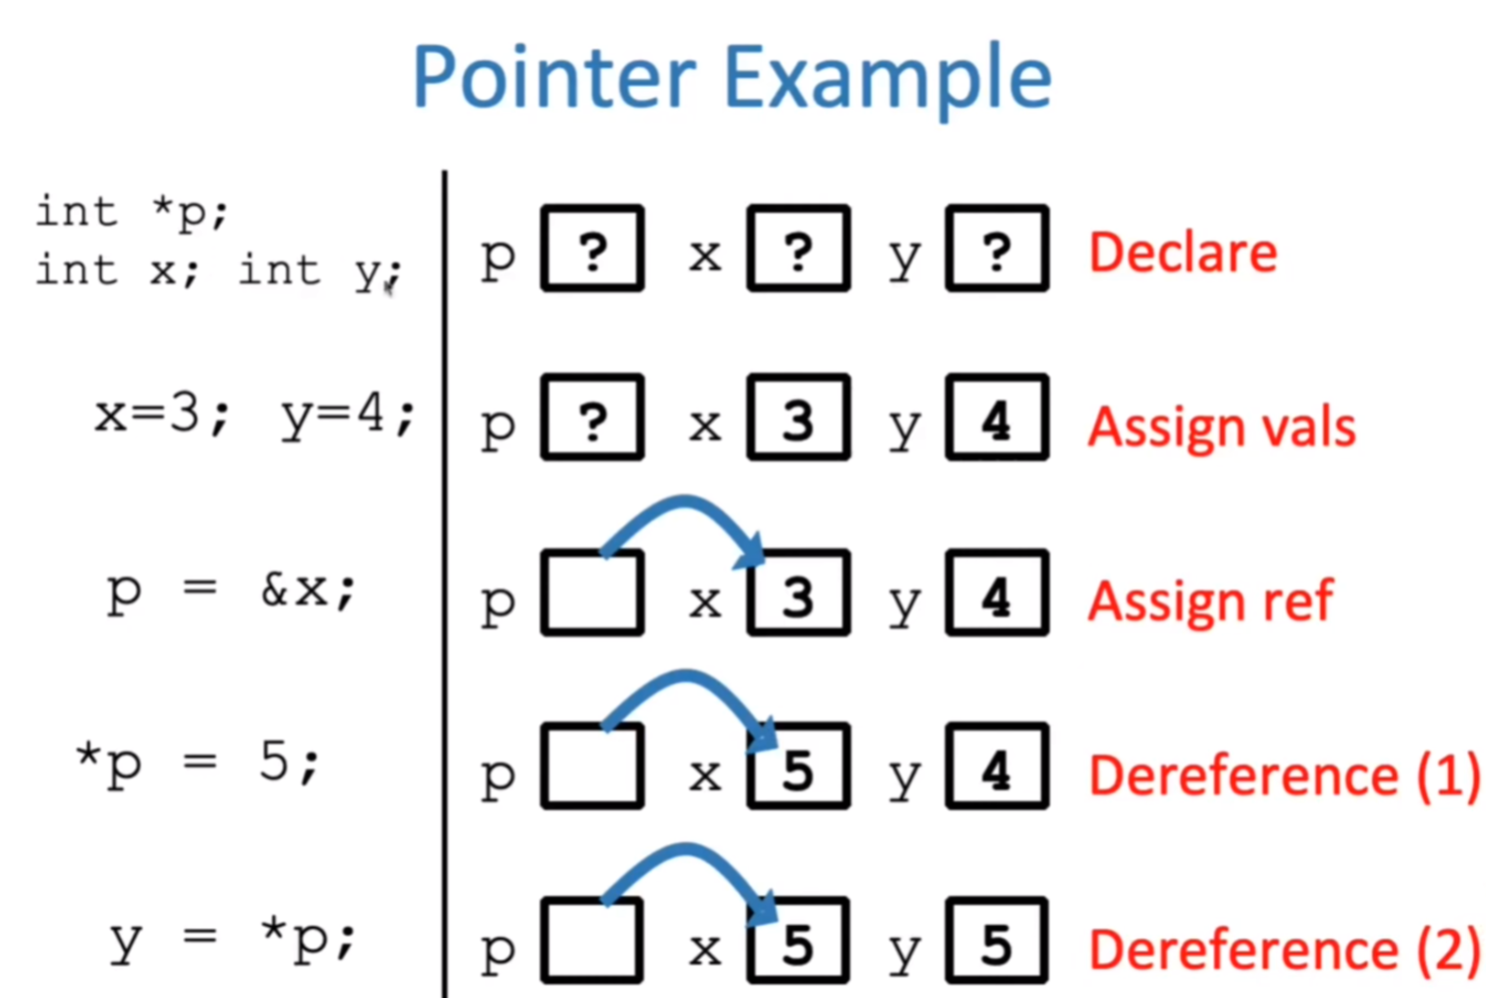 Pointer Example
int *p;
int x; int y;
p ? x ? y ? Declare
x=3; y=4;
p ? x 3 y 4 Assign vals
p = &x;
p x 3 y 4 Assign ref
*p = 5;
p x 5 y 4 Dereference (1)
y = *p;
p x 5 y 5 Dereference (2)